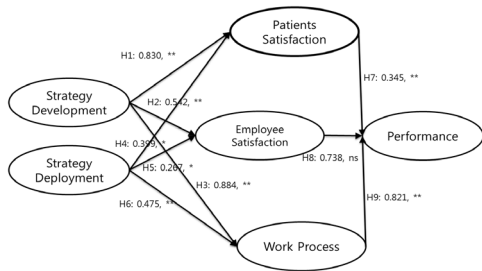 Patients
Satisfaction
H1: 0.830, **
H7: 0.345, **
Strategy
Development
H2: 0.542, **
Employee
Satisfaction
Performance
H4: 0.399, *
H8: 0.738, ns
Strategy
Deployment
H5: 0.267, *
H3: 0.884, **
H9: 0.821, **
H6: 0.475, **
Work Process